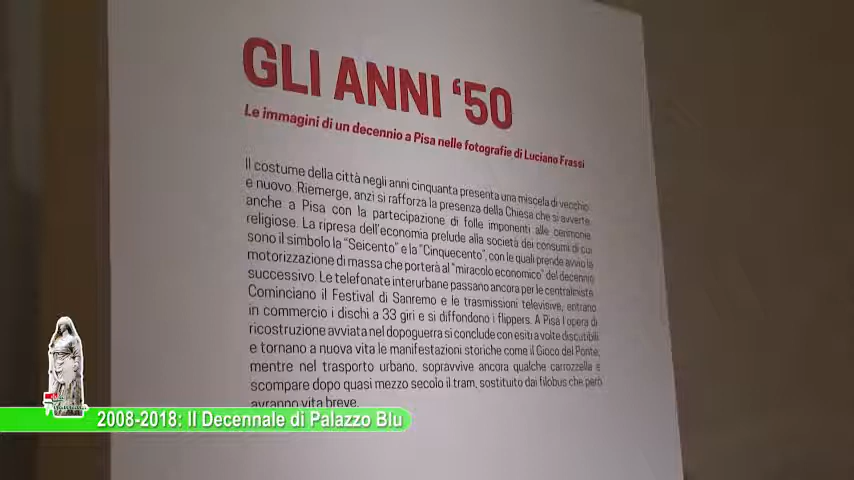 GLI ANNI '50
Le immagini di un decennio a Pisa nelle fotografie di Luciano Frassi
Il costume della città negli anni cinquanta presenta una miscela di vecchio
e nuovo. Riemerge, anzi si rafforza la presenza della Chiesa che si avverte
anche a Pisa con la partecipazione di folle imponenti alle cerimonie
religiose. La ripresa dell'economia prelude alla società dei consumi di cui
sono il simbolo la "Seicento" e la "Cinquecento", con le quali prende avvio la
motorizzazione di massa che porterà al "miracolo economico" del decennio
successivo. Le telefonate interurbane passano ancora per le centraliniste.
Cominciano il Festival di Sanremo e le trasmissioni televisive, entrano
in commercio i dischi a 33 giri e si diffondono i flippers. A Pisa l'opera di
ricostruzione avviata nel dopoguerra si conclude con esiti a volte discutibili
e tornano a nuova vita le manifestazioni storiche come il Gioco del Ponte,
mentre nel trasporto urbano, sopravvive ancora qualche carrozzella e
scompare dopo quasi mezzo secolo il tram, sostituito dai filobus che però
avranno vita breve.
2008-2018: Il Decennale di Palazzo Blu